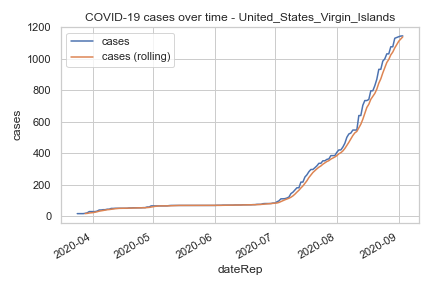 COVID-19 cases over time - United_States_Virgin_Islands
cases
cases (rolling)
1200
1000
800
600
400
200
0
cases
2020-04
2020-05
2020-06
2020-07
2020-08
2020-09
dateRep